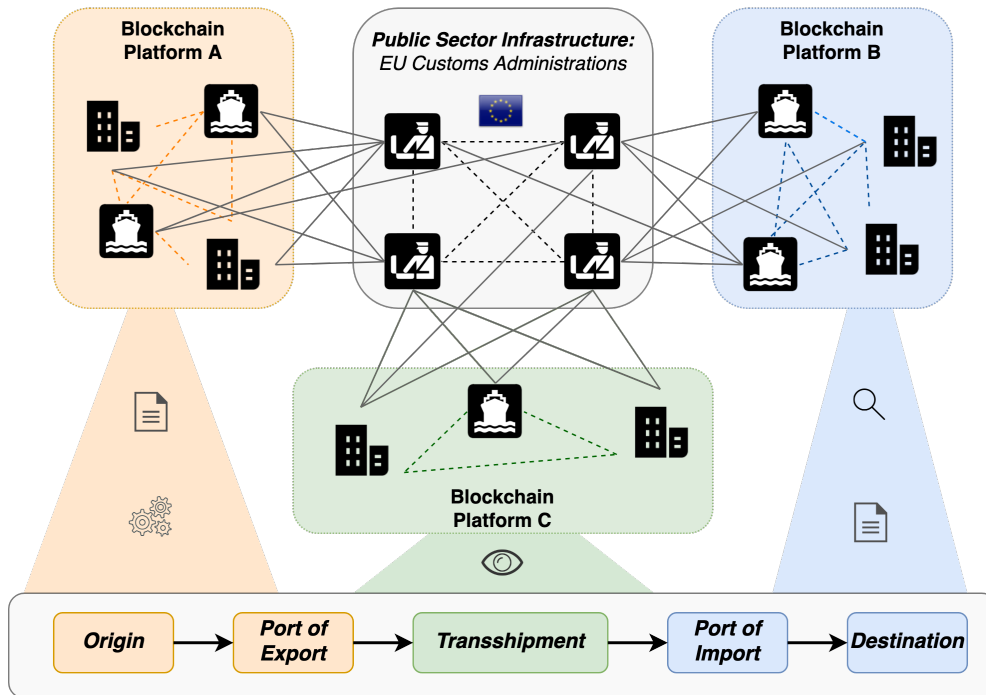 Blockchain
Platform A
Public Sector Infrastructure:
EU Customs Administrations
Blockchain
Platform B
Blockchain
Platform C
Origin
Port of
Export
Transshipment
Port of
Import
Destination